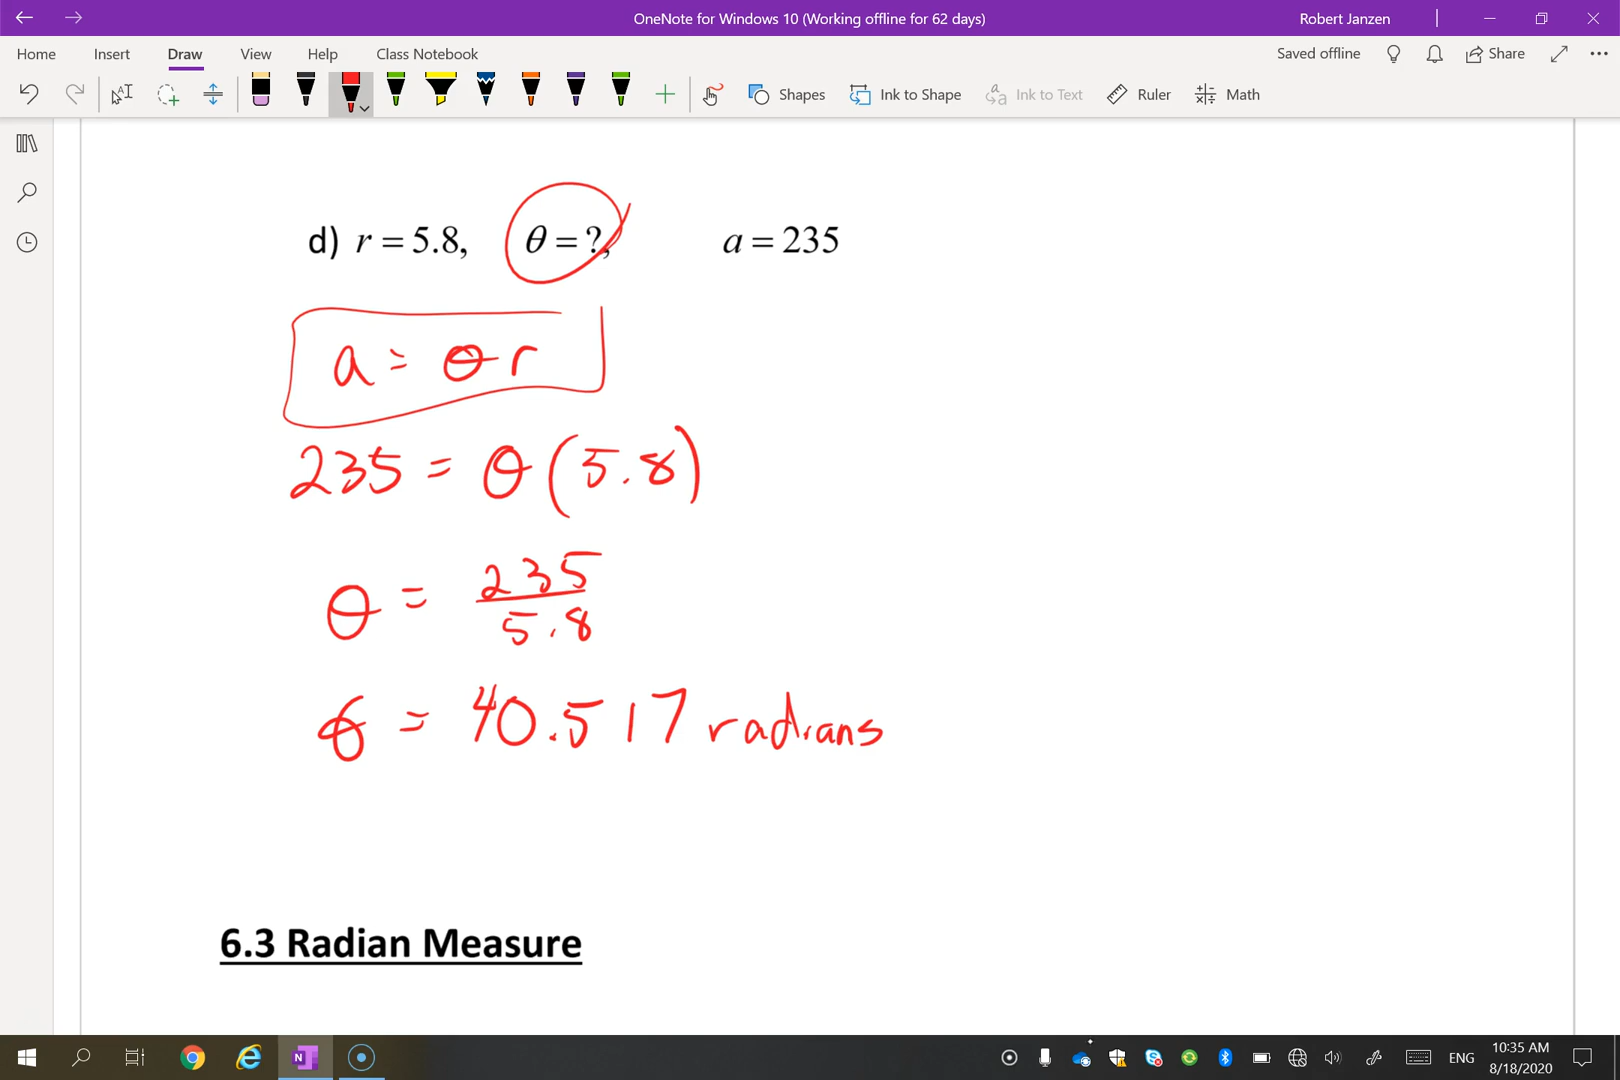 OneNote for Windows 10 (Working offline for 62 days)
Robert Janzen
Home Insert Draw View Help Class Notebook
Saved offline Share
Shapes Ink to Shape Ink to Text Ruler Math
d) r = 5.8, θ = ?, a = 235
a = θ r
235 = θ (5.8)
θ = 235/5.8
θ = 40.517 radians
6.3 Radian Measure
ENG
10:35 AM
8/18/2020